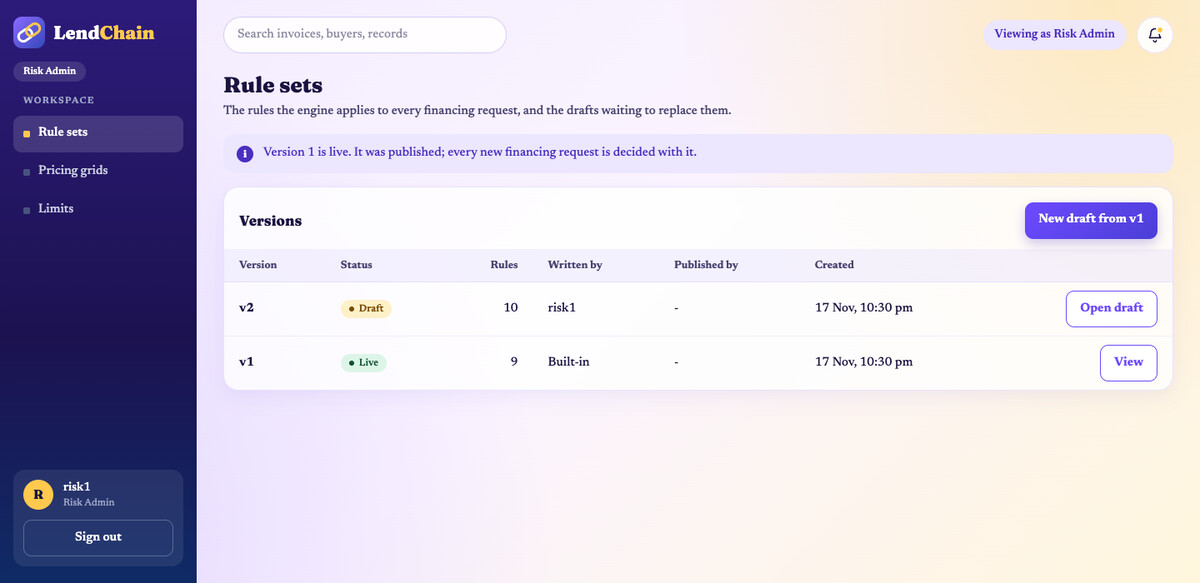 LendChain
Risk Admin
WORKSPACE
Rule sets
Pricing grids
Limits
risk1
R
Risk Admin
Sign out
Search invoices, buyers, records
Viewing as Risk Admin
Rule sets
The rules the engine applies to every financing request, and the drafts waiting to replace them.
i
Version 1 is live. It was published; every new financing request is decided with it.
Versions
New draft from v1
Version Status Rules Written by Published by Created
v2 Draft 10 risk1 - 17 Nov, 10:30 pm Open draft
v1 Live 9 Built-in - 17 Nov, 10:30 pm View